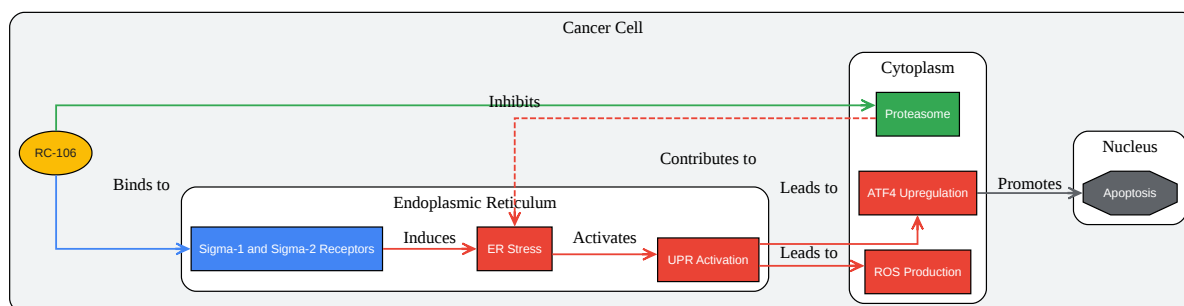 Cancer Cell
Cytoplasm
Inhibits
Proteasome
RC-106
Nucleus
Contributes to
Binds to
Leads to
ATF4 Upregulation
Promotes
Apoptosis
Endoplasmic Reticulum
Sigma-1 and Sigma-2 Receptors
Induces
ER Stress
Activates
UPR Activation
Leads to
ROS Production